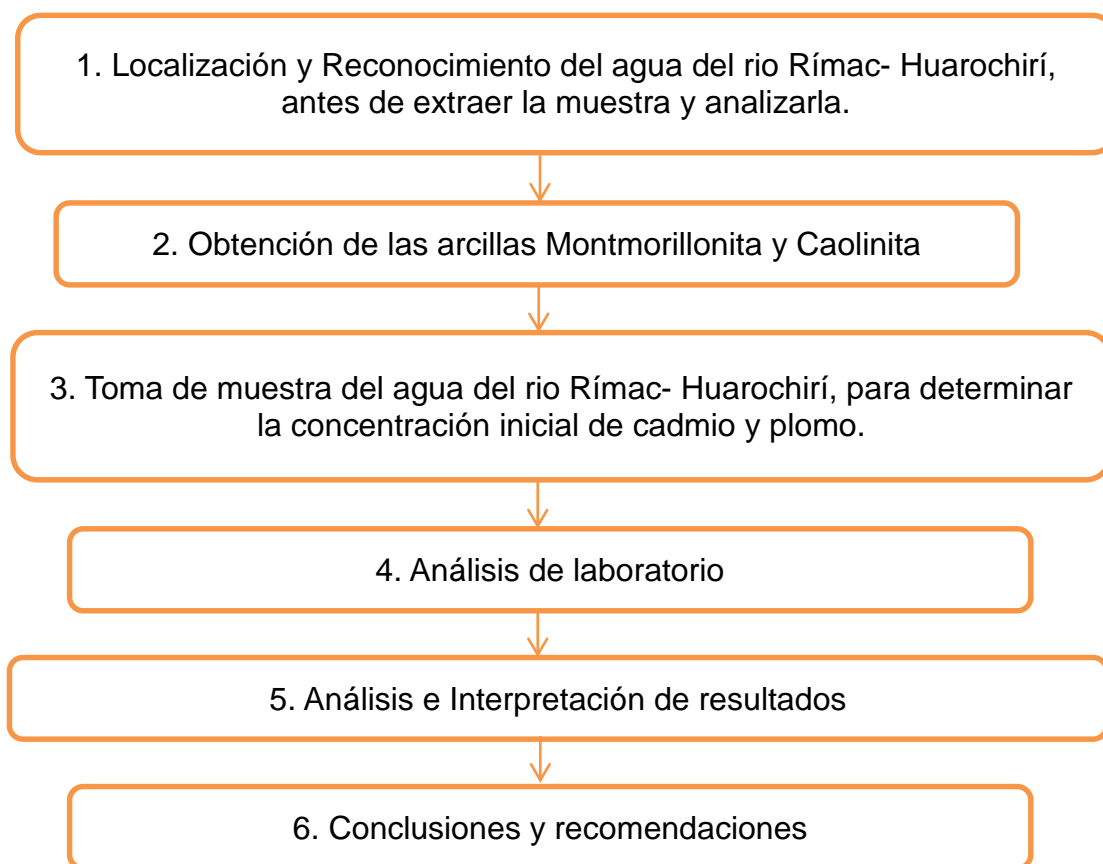 1. Localización y Reconocimiento del agua del rio Rímac- Huarochirí,
antes de extraer la muestra y analizarla.
2. Obtención de las arcillas Montmorillonita y Caolinita
3. Toma de muestra del agua del rio Rímac- Huarochirí, para determinar
la concentración inicial de cadmio y plomo.
4. Análisis de laboratorio
5. Análisis e Interpretación de resultados
6. Conclusiones y recomendaciones